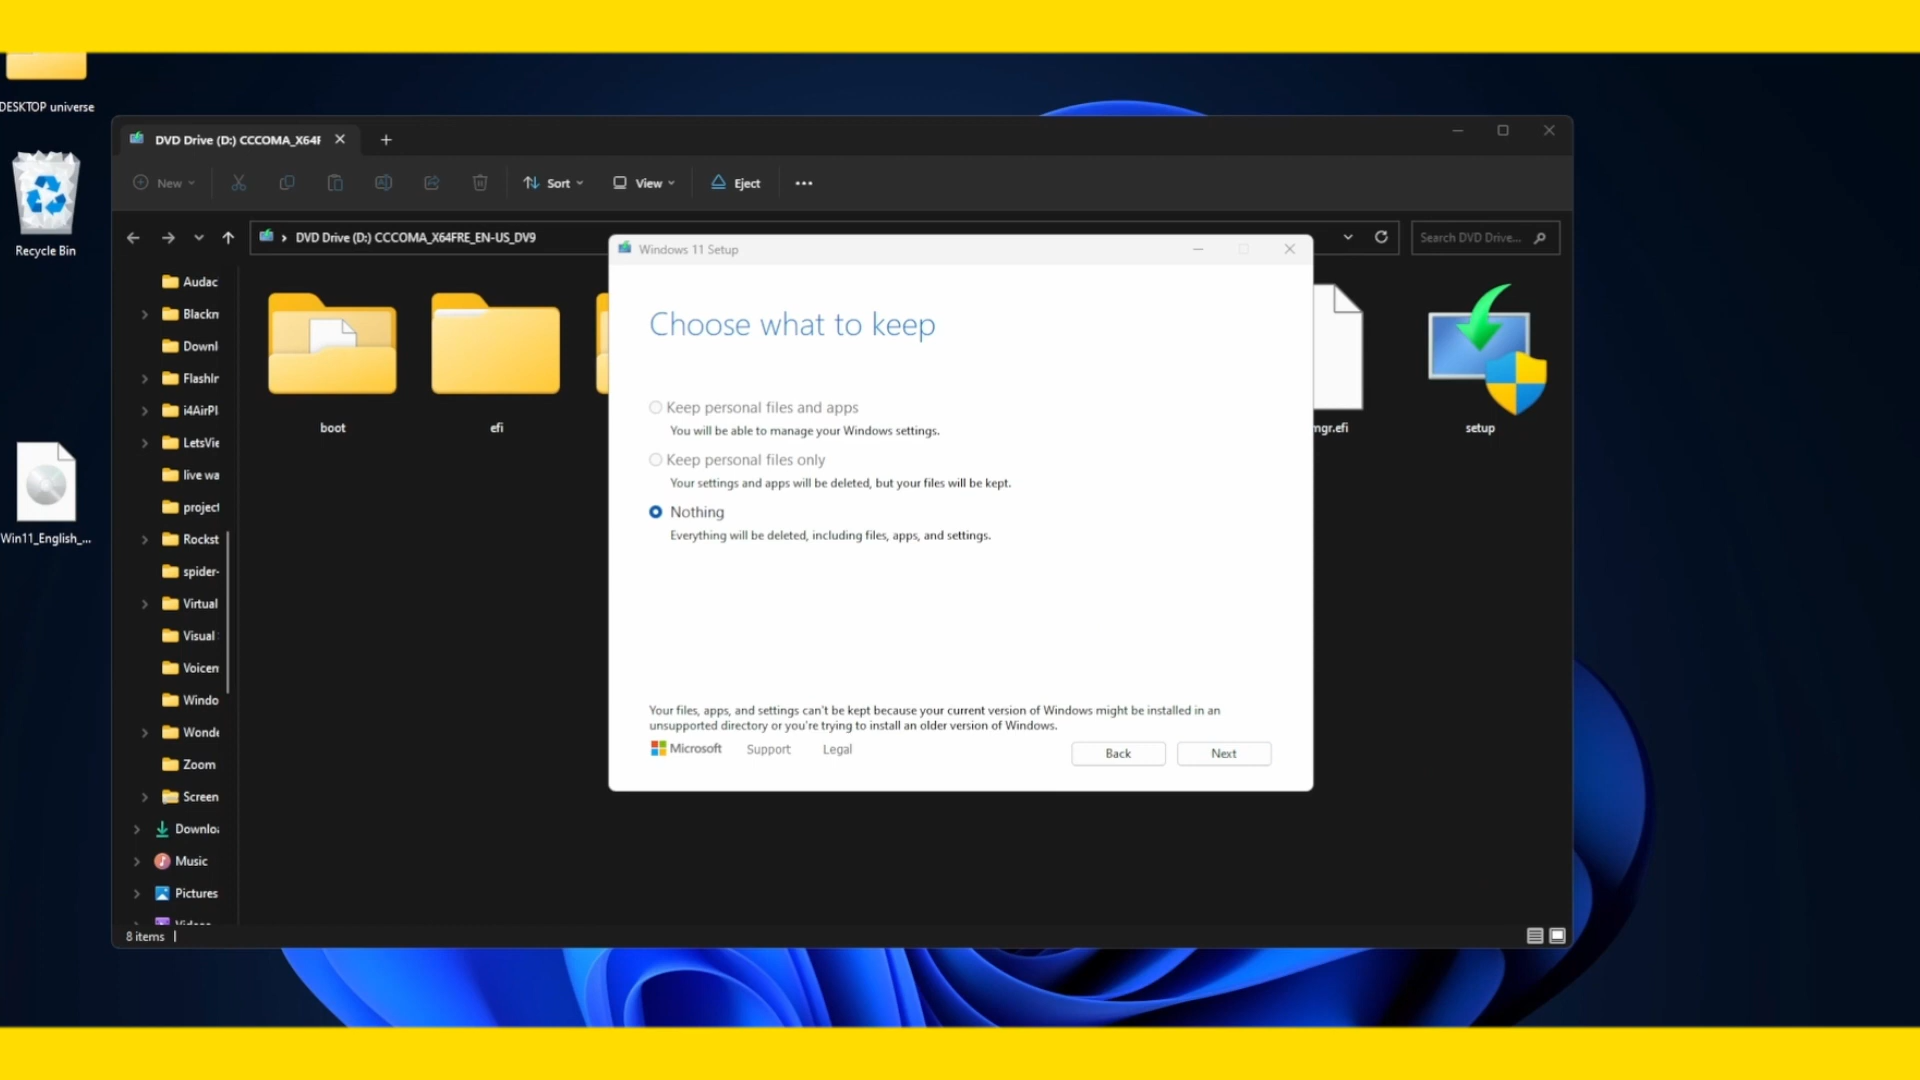 DESKTOP universe
Recycle Bin
Win11_English_...
DVD Drive (D:) CCCOMA_X64F
New
Sort
View
Eject
DVD Drive (D:) CCCOMA_X64FRE_EN-US_DV9
Search DVD Drive...
Audac
Blackm
Downl
FlashIr
i4AirPl
LetsVie
live wa
project
Rockst
spider-
Virtual
Visual
Voicem
Windo
Wonde
Zoom
Screen
Downloa
Music
Pictures
Videos
boot
efi
mgr.efi
setup
Windows 11 Setup
Choose what to keep
Keep personal files and apps
You will be able to manage your Windows settings.
Keep personal files only
Your settings and apps will be deleted, but your files will be kept.
Nothing
Everything will be deleted, including files, apps, and settings.
Your files, apps, and settings can't be kept because your current version of Windows might be installed in an
unsupported directory or you're trying to install an older version of Windows.
Microsoft
Support
Legal
Back
Next
8 items